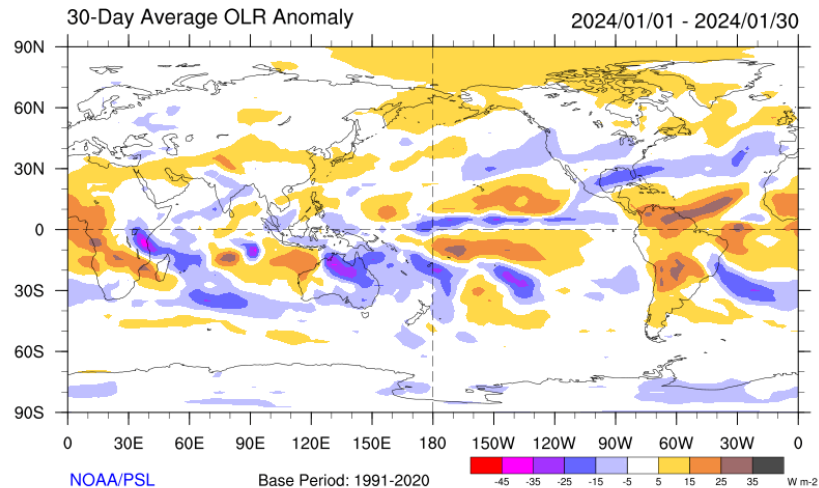 30-Day Average OLR Anomaly
2024/01/01 - 2024/01/30
90N
60N
30N
0
30S
60S
90S
0 30E 60E 90E 120E 150E 180 150W 120W 90W 60W 30W 0
NOAA/PSL
Base Period: 1991-2020
-45 -35 -25 -15 -5 5 15 25 35 W m-2